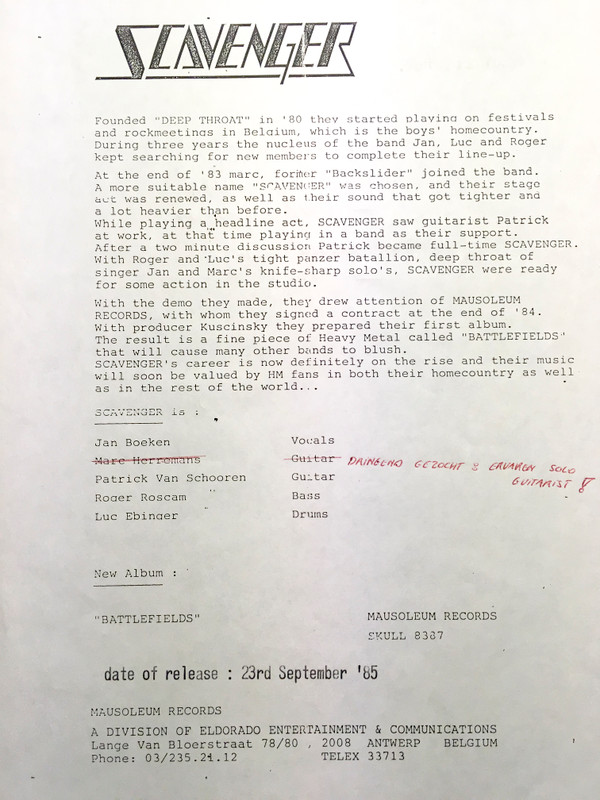 SCAVENGER
Founded "DEEP THROAT" in '80 they started playing on festivals
and rockmeetings in Belgium, which is the boys' homecountry.
During three years the nucleus of the band Jan, Luc and Roger
kept searching for new members to complete their line-up.
At the end of '83 marc, former "Backslider" joined the band.
A more suitable name "SCAVENGER" was chosen, and their stage
act was renewed, as well as their sound that got tighter and
a lot heavier than before.
While playing a headline act, SCAVENGER saw guitarist Patrick
at work, at that time playing in a band as their support.
After a two minute discussion Patrick became full-time SCAVENGER.
With Roger and Luc's tight panzer batallion, deep throat of
singer Jan and Marc's knife-sharp solo's, SCAVENGER were ready
for some action in the studio.
With the demo they made, they drew attention of MAUSOLEUM
RECORDS, with whom they signed a contract at the end of '84.
With producer Kuscinsky they prepared their first album.
The result is a fine piece of Heavy Metal called "BATTLEFIELDS"
that will cause many other bands to blush.
SCAVENGER's career is now definitely on the rise and their music
will soon be valued by HM fans in both their homecountry as well
as in the rest of the world...
SCAVENGER is :
Jan Boeken Vocals
Marc Herremans Guitar DRINGEND GEZOCHT : ERVAREN SOLO
GUITARIST !
Patrick Van Schooren Guitar
Roger Roscam Bass
Luc Ebinger Drums
New Album :
"BATTLEFIELDS" MAUSOLEUM RECORDS
SKULL 8387
date of release : 23rd September '85
MAUSOLEUM RECORDS
A DIVISION OF ELDORADO ENTERTAINMENT & COMMUNICATIONS
Lange Van Bloerstraat 78/80 , 2008 ANTWERP BELGIUM
Phone: 03/235.21.12 TELEX 33713